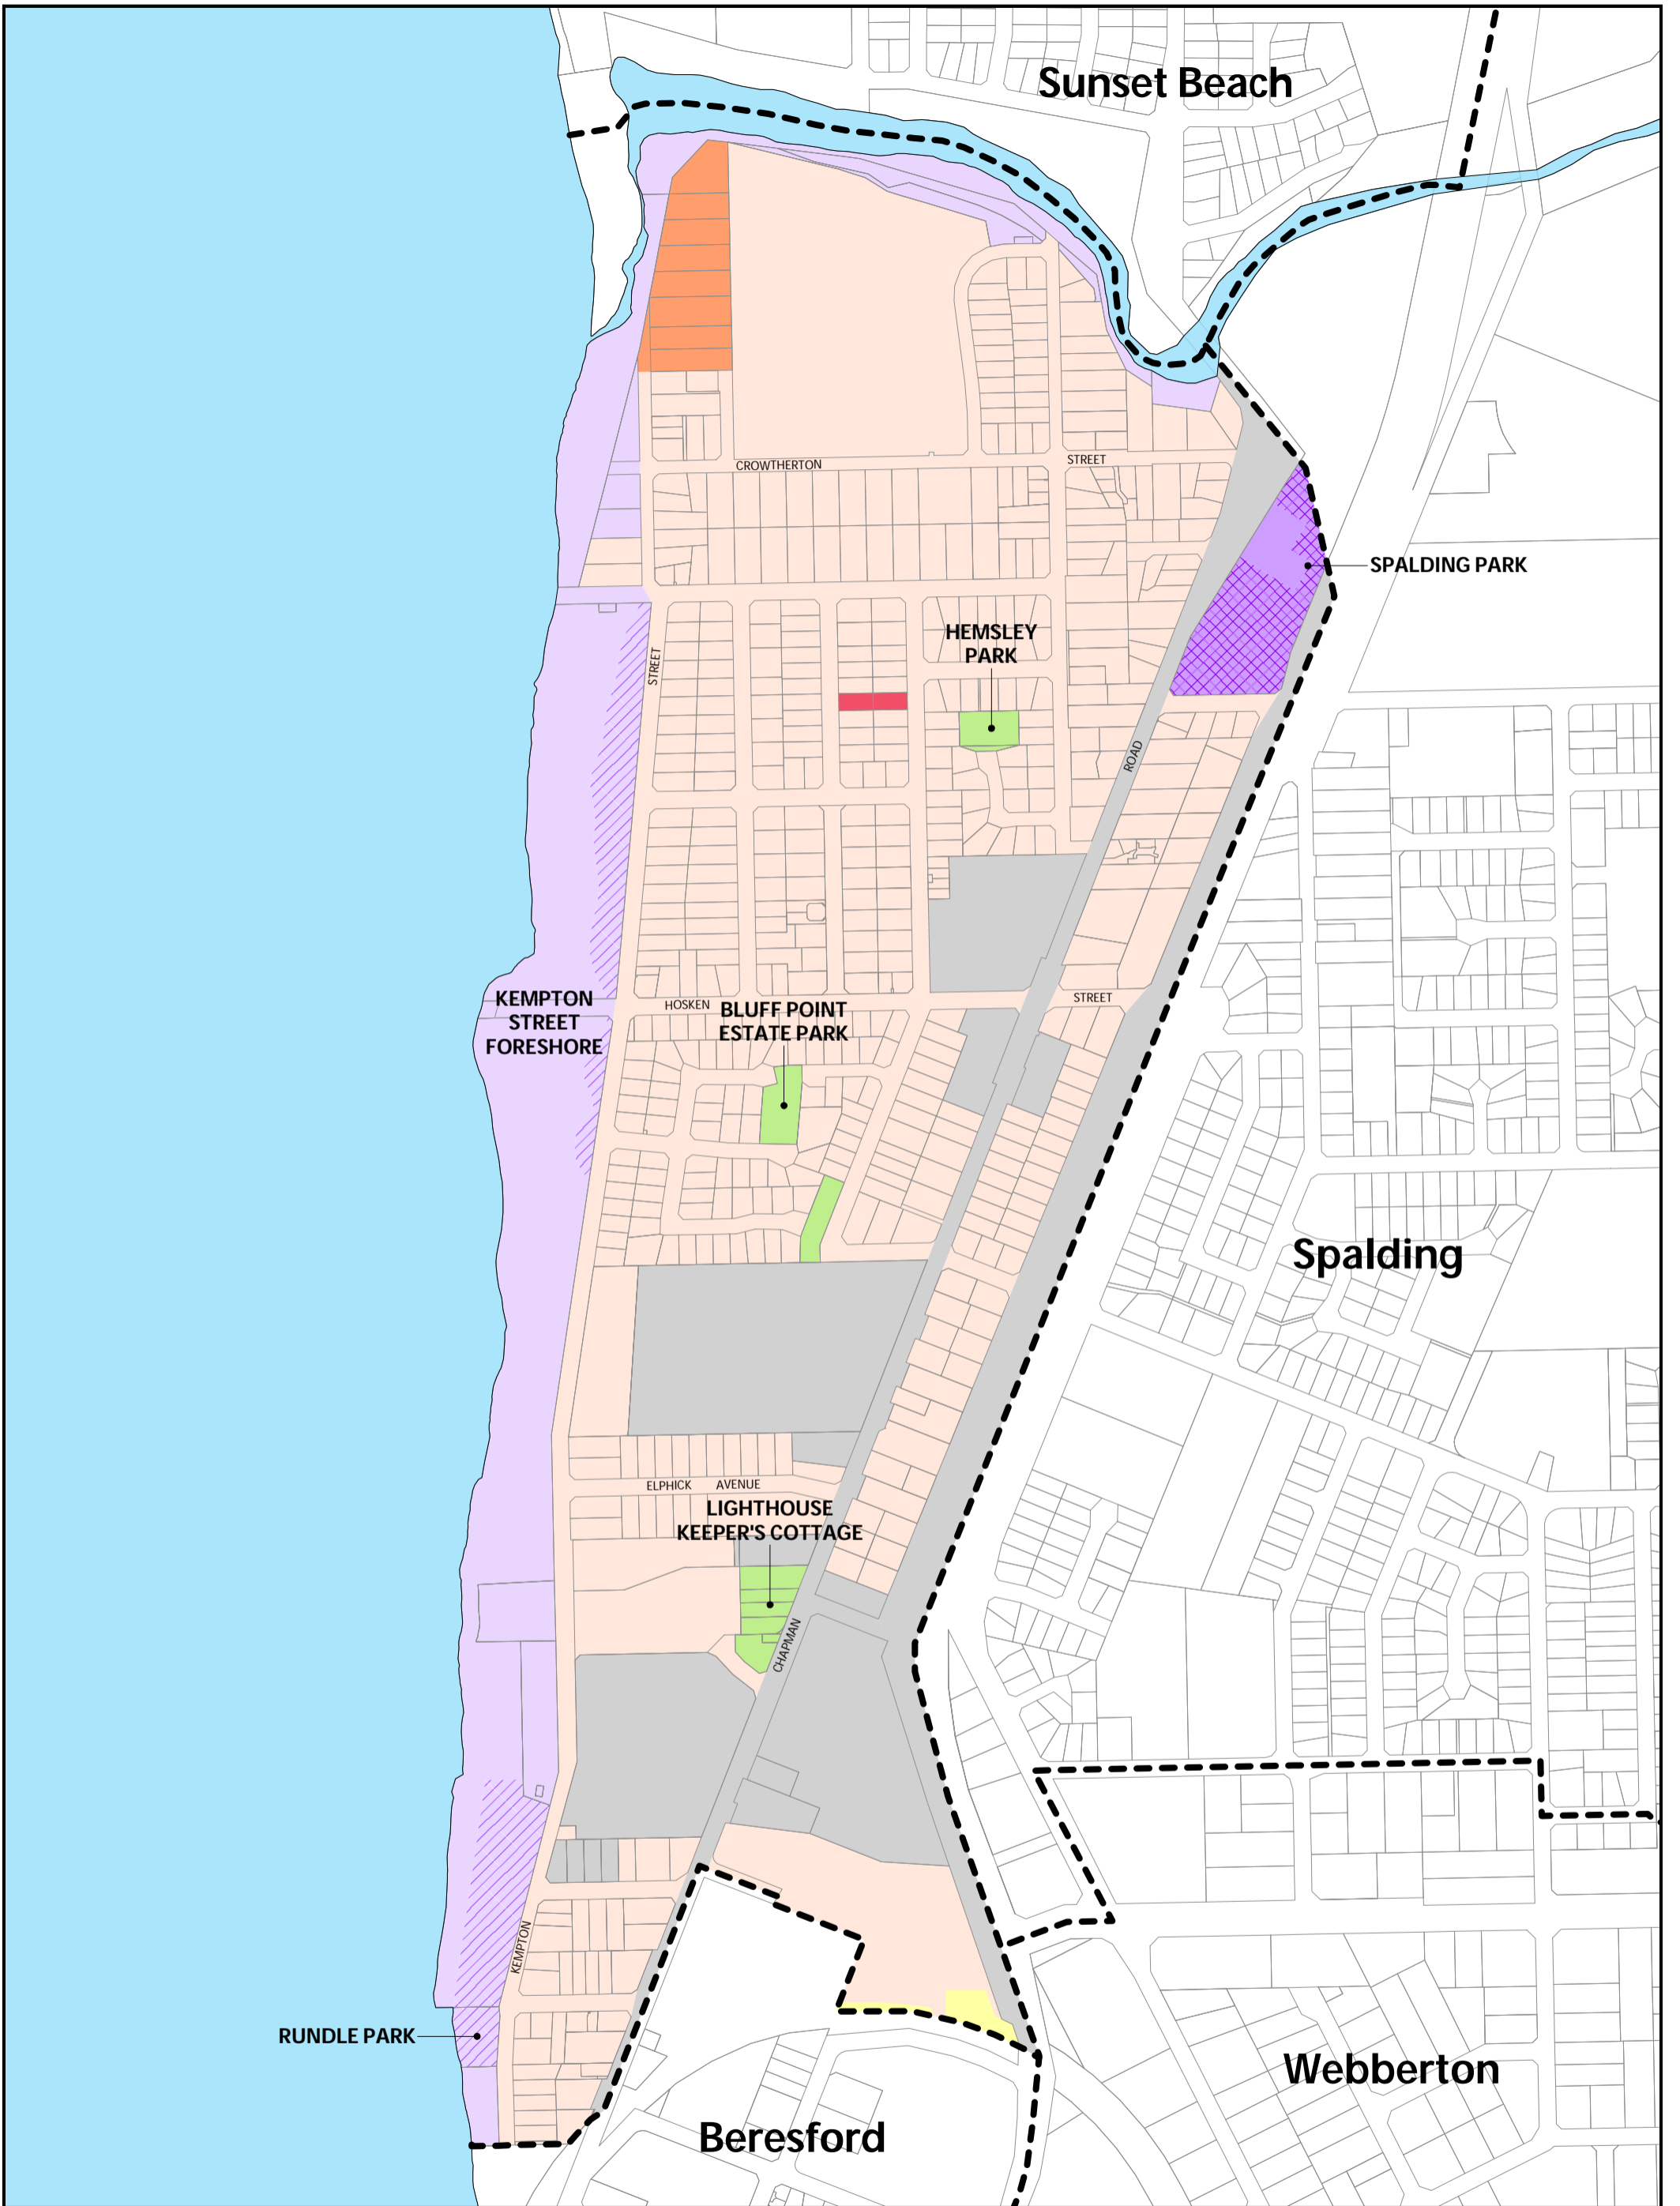 Sunset Beach
CROWTHERTON
STREET
SPALDING PARK
HEMSLEY
PARK
STREET
ROAD
KEMPTON
STREET
FORESHORE
HOSKEN
STREET
BLUFF POINT
ESTATE PARK
Spalding
ELPHICK
AVENUE
LIGHTHOUSE
KEEPER'S COTTAGE
CHAPMAN
KEMPTON
RUNDLE PARK
Webberton
Beresford